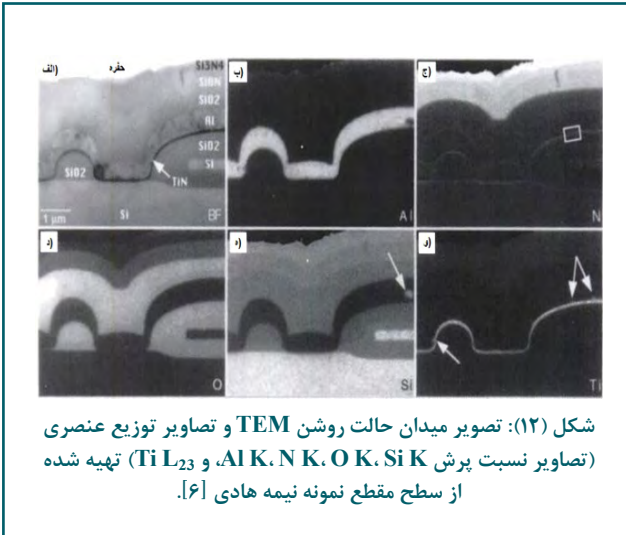 الف)
حفره
Si3N4
SiON
SiO2
Al
SiO2
Si
TiN
SiO2
Si
1 μm
BF
ب)
Al
ج)
N
د)
O
ه)
Si
و)
Ti
شکل (۱۲): تصویر میدان حالت روشن TEM و تصاویر توزیع عنصری
(تصاویر نسبت پرش Al K، N K، O K، Si K، و Ti L23) تهیه شده
از سطح مقطع نمونه نیمه هادی [۶].